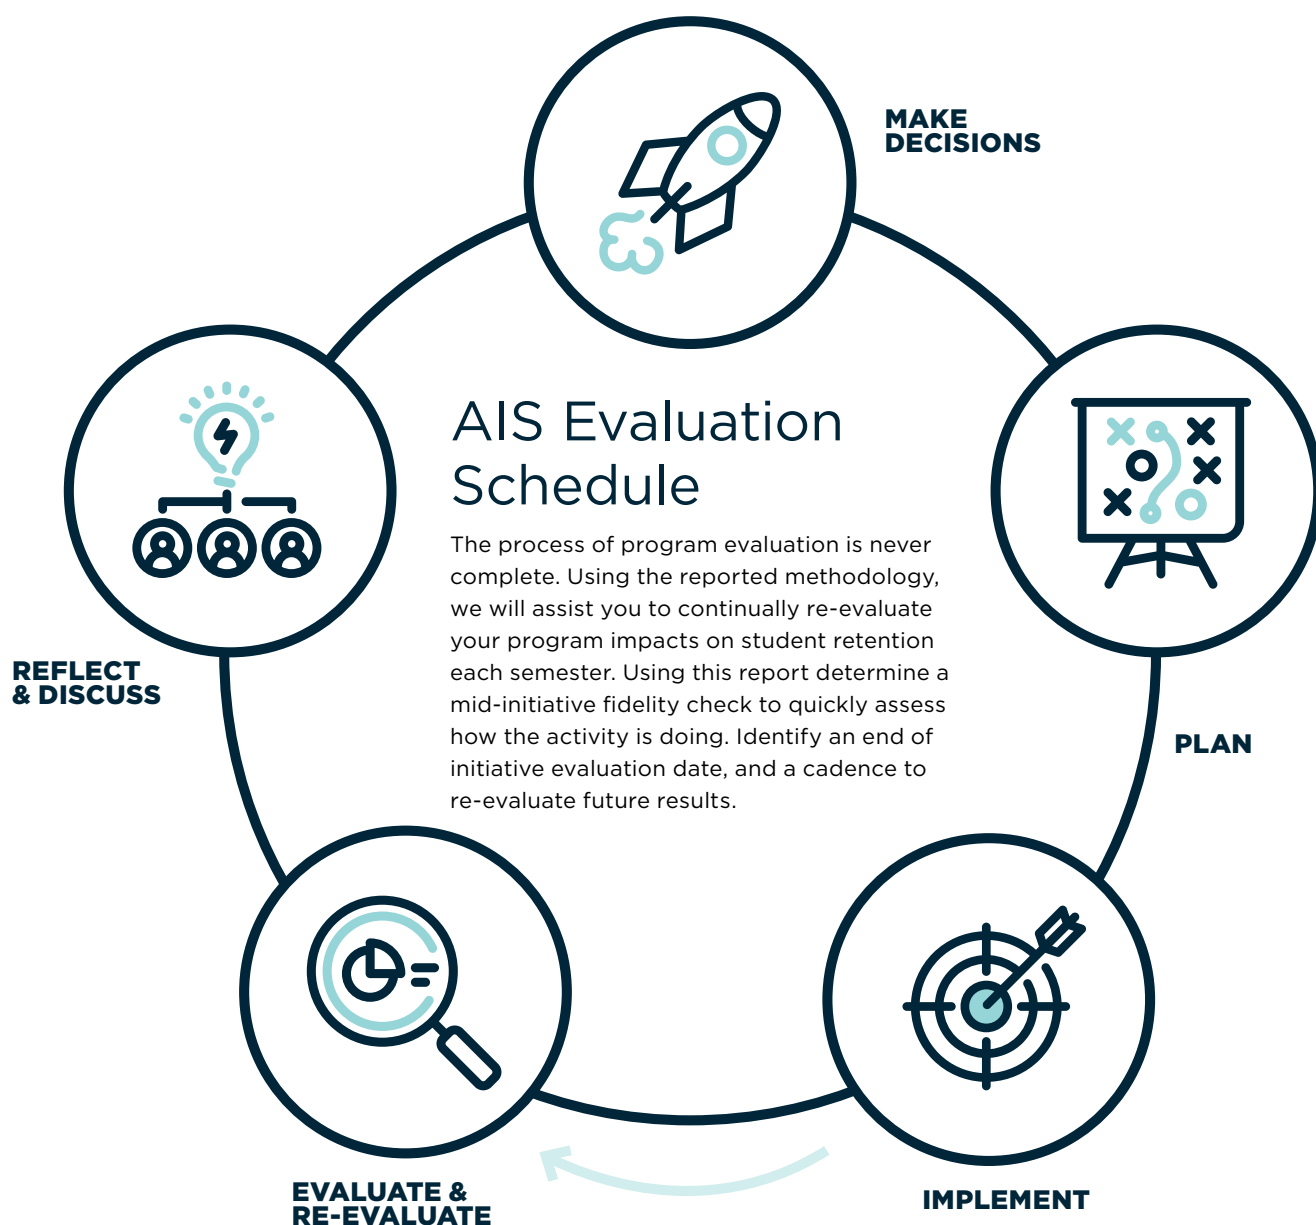 MAKE
DECISIONS
AIS Evaluation
Schedule
The process of program evaluation is never
complete. Using the reported methodology,
we will assist you to continually re-evaluate
your program impacts on student retention
each semester. Using this report determine a
mid-initiative fidelity check to quickly assess
how the activity is doing. Identify an end of
initiative evaluation date, and a cadence to
re-evaluate future results.
REFLECT
& DISCUSS
PLAN
EVALUATE &
RE-EVALUATE
IMPLEMENT